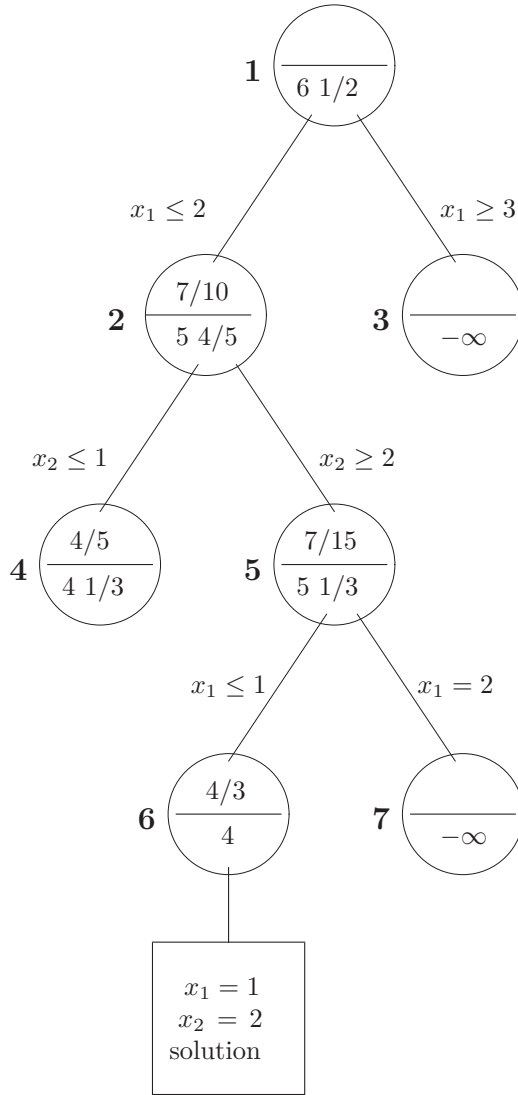 1
6 1/2
x₁ ≤ 2
x₁ ≥ 3
2
7/10
5 4/5
3
−∞
x₂ ≤ 1
x₂ ≥ 2
4
4/5
4 1/3
5
7/15
5 1/3
x₁ ≤ 1
x₁ = 2
6
4/3
4
7
−∞
x₁ = 1
x₂ = 2
solution